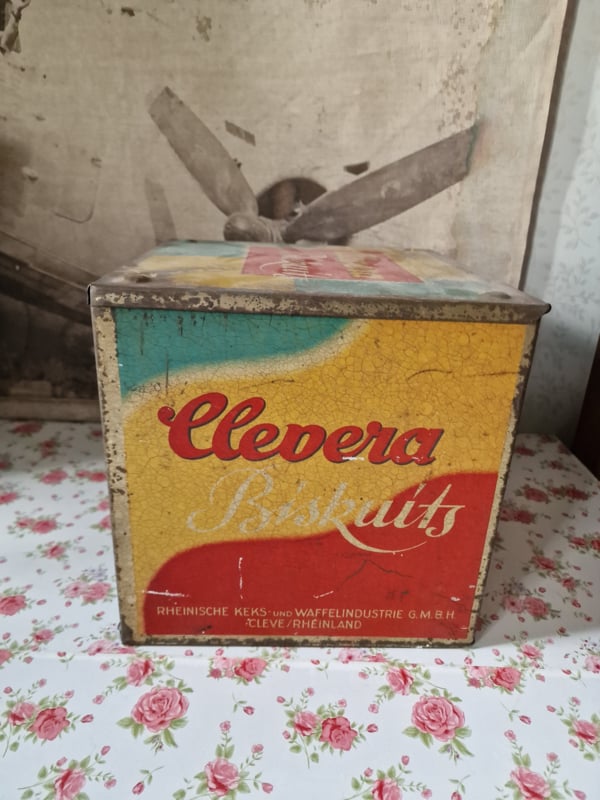 Clevera
Biskuits
RHEINISCHE KEKS- UND WAFFELINDUSTRIE G.M.B.H.
CLEVE/RHEINLAND